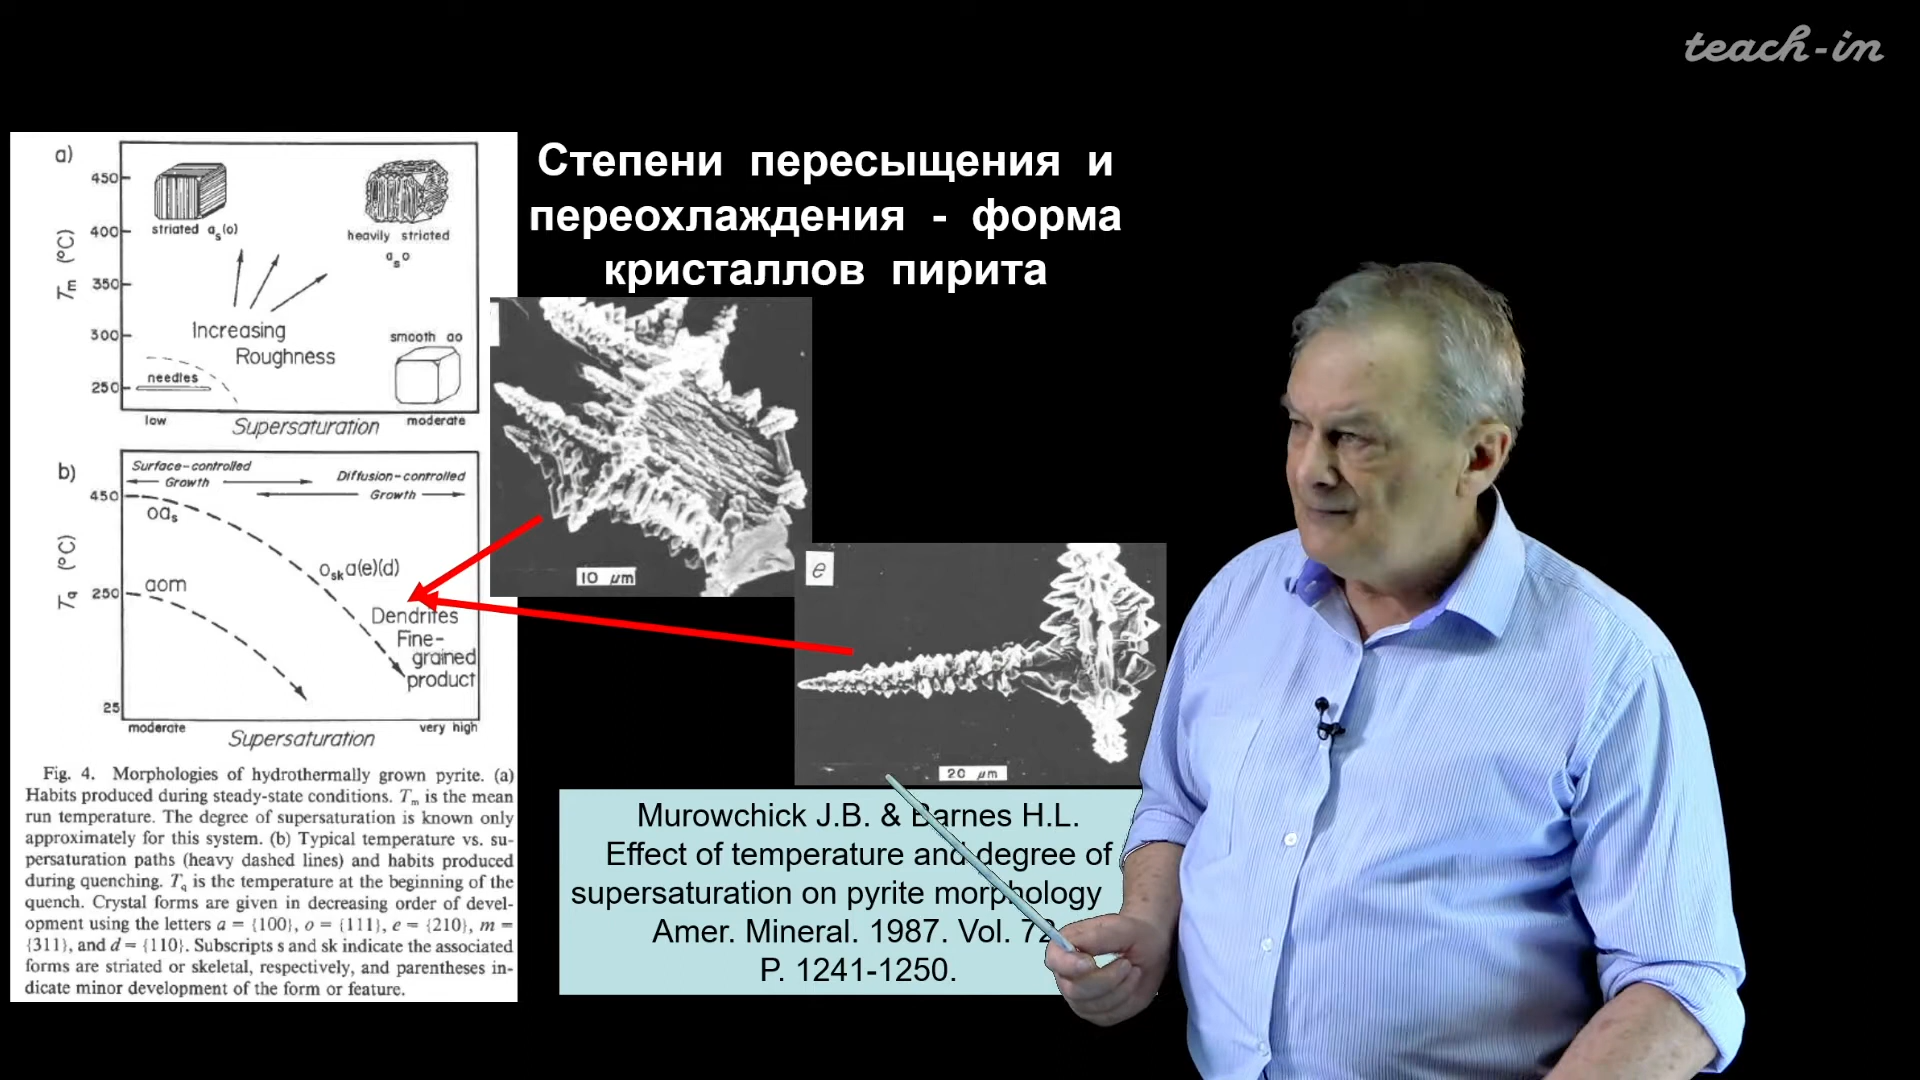 teach-in
Степени пересыщения и
переохлаждения - форма
кристаллов пирита
a)
Tm (°C)
450
400
350
300
250
striated as(o)
heavily striated
aso
Increasing
Roughness
smooth ao
needles
low
Supersaturation
moderate
b)
Tq (°C)
450
250
25
Surface-controlled
Growth
Diffusion-controlled
Growth
oas
oska(e)(d)
aom
Dendrites
Fine-
grained
product
moderate
Supersaturation
very high
Fig. 4. Morphologies of hydrothermally grown pyrite. (a)
Habits produced during steady-state conditions. Tm is the mean
run temperature. The degree of supersaturation is known only
approximately for this system. (b) Typical temperature vs. su-
persaturation paths (heavy dashed lines) and habits produced
during quenching. Tq is the temperature at the beginning of the
quench. Crystal forms are given in decreasing order of devel-
opment using the letters a = {100}, o = {111}, e = {210}, m =
{311}, and d = {110}. Subscripts s and sk indicate the associated
forms are striated or skeletal, respectively, and parentheses in-
dicate minor development of the form or feature.
10 μm
e
20 μm
Murowchick J.B. & Barnes H.L.
Effect of temperature and degree of
supersaturation on pyrite morphology
Amer. Mineral. 1987. Vol. 72
P. 1241-1250.